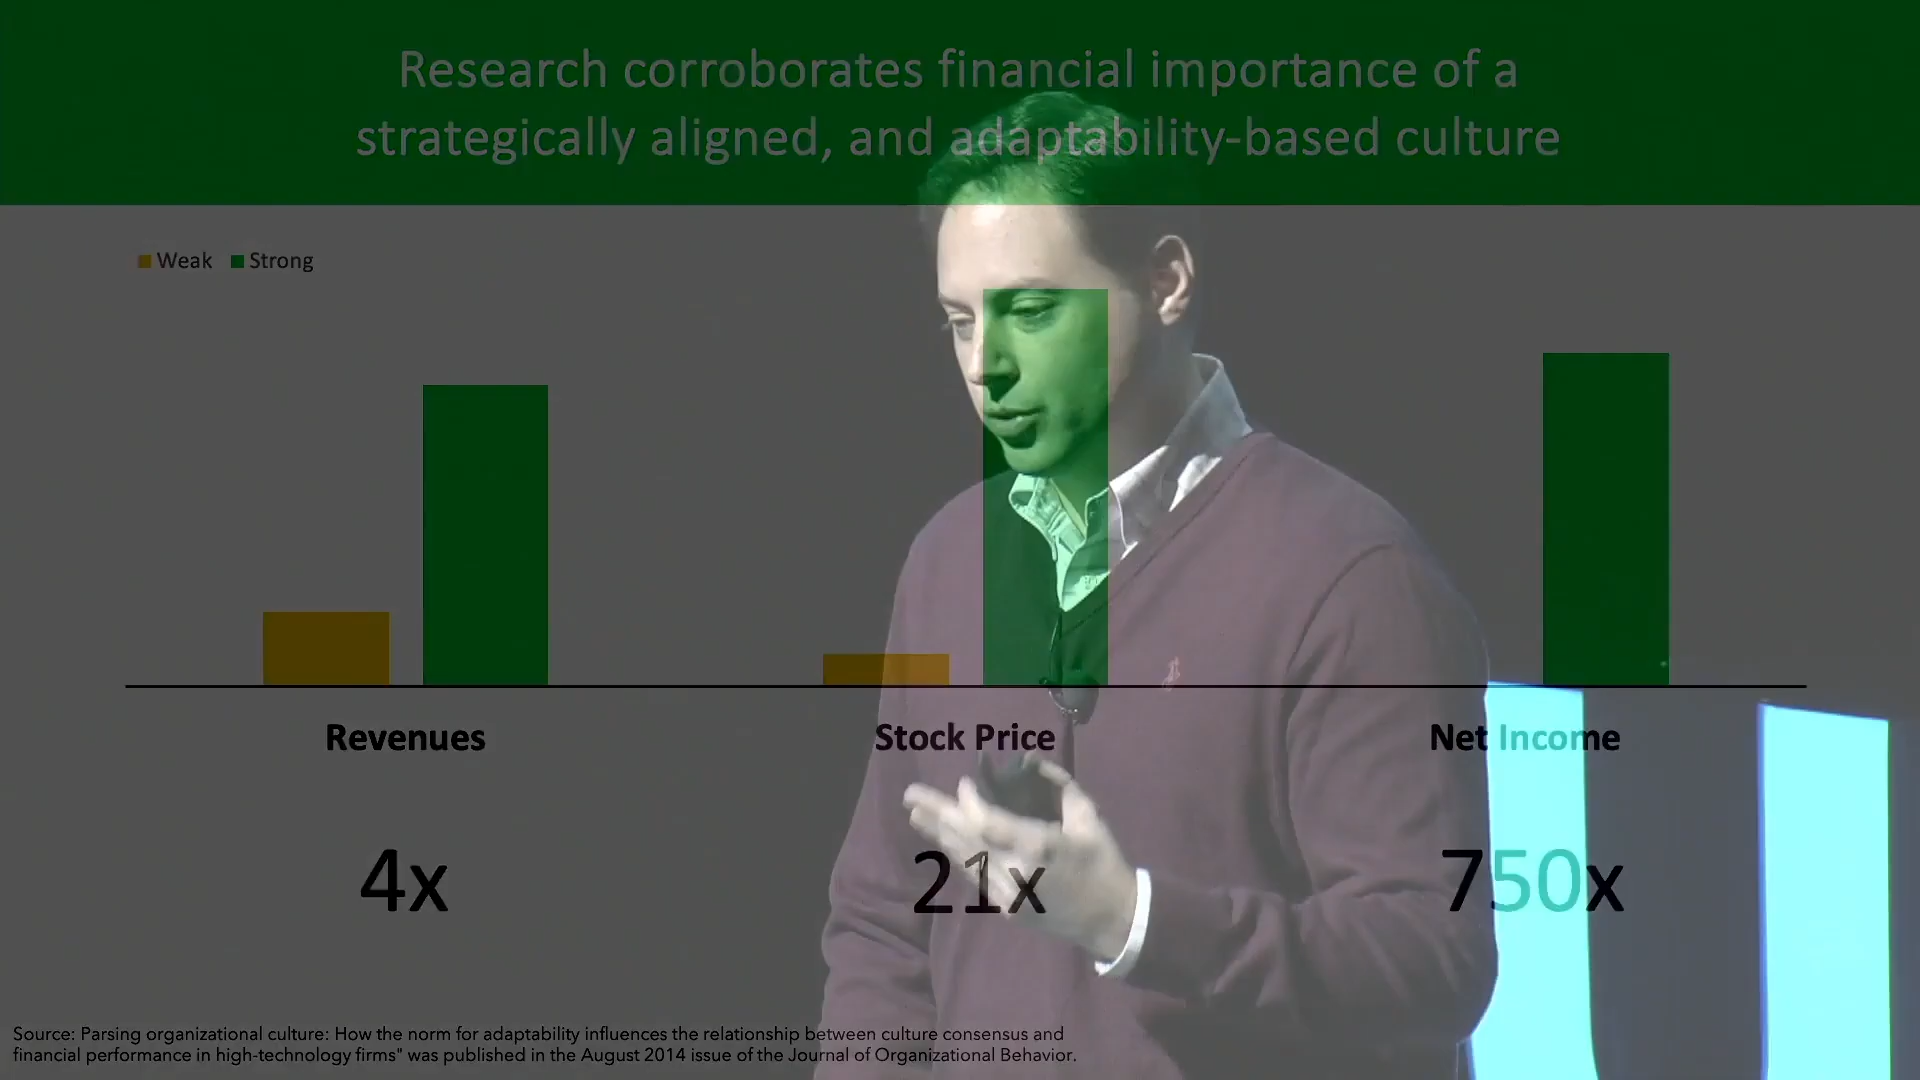 Research corroborates financial importance of a
strategically aligned, and adaptability-based culture
Weak Strong
Revenues Stock Price Net Income
4x 21x 750x
Source: Parsing organizational culture: How the norm for adaptability influences the relationship between culture consensus and
financial performance in high-technology firms" was published in the August 2014 issue of the Journal of Organizational Behavior.